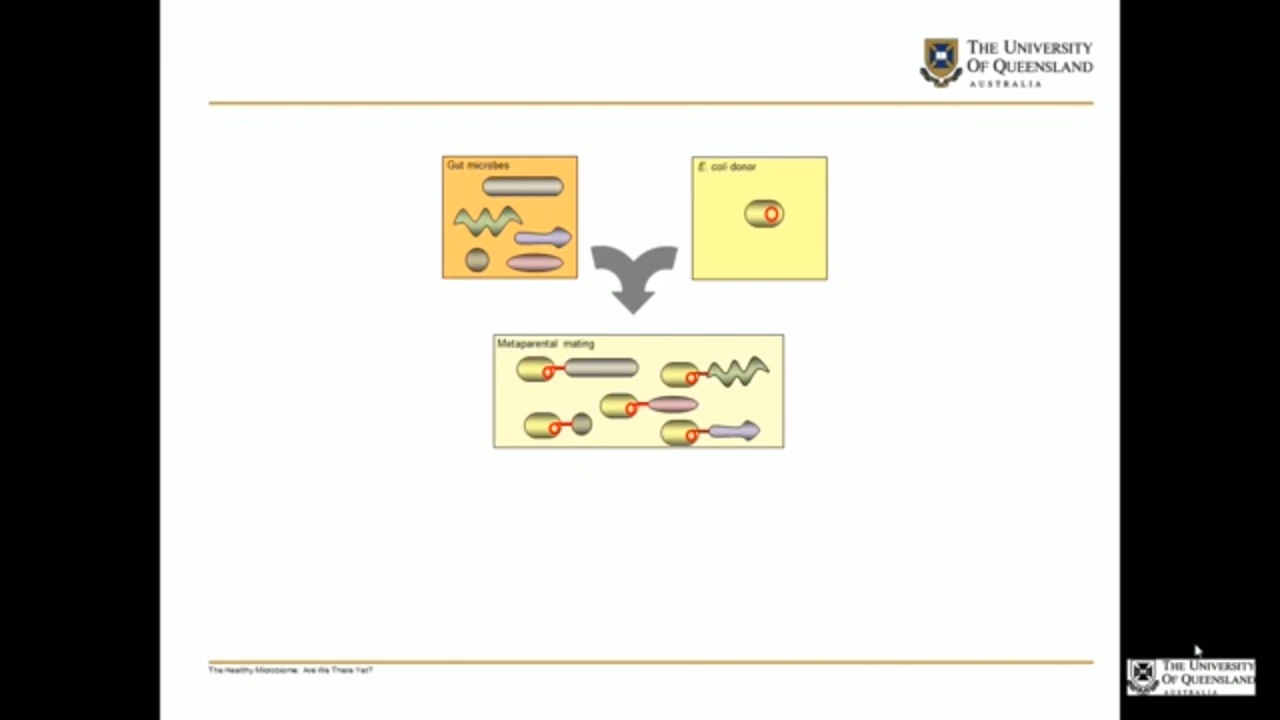 THE UNIVERSITY
OF QUEENSLAND
AUSTRALIA
Gut microbes
E. coli donor
Metaparental mating
The Healthy Microbiome: Are We There Yet?
THE UNIVERSITY
OF QUEENSLAND
AUSTRALIA